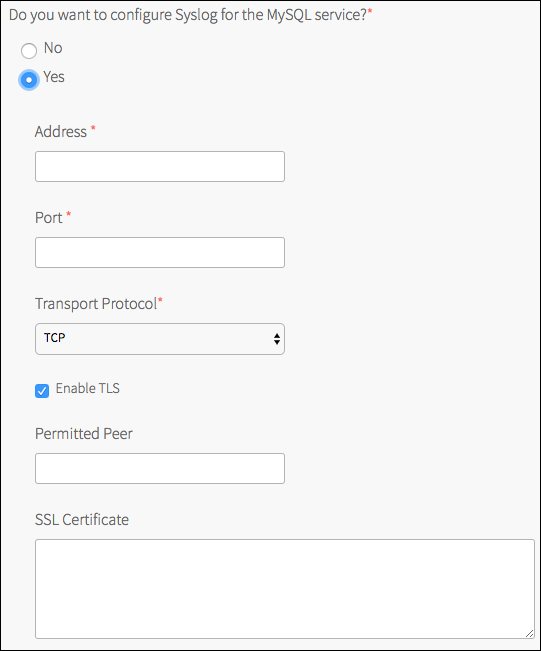 Do you want to configure Syslog for the MySQL service?*
No
Yes
Address *
Port *
Transport Protocol*
TCP
Enable TLS
Permitted Peer
SSL Certificate